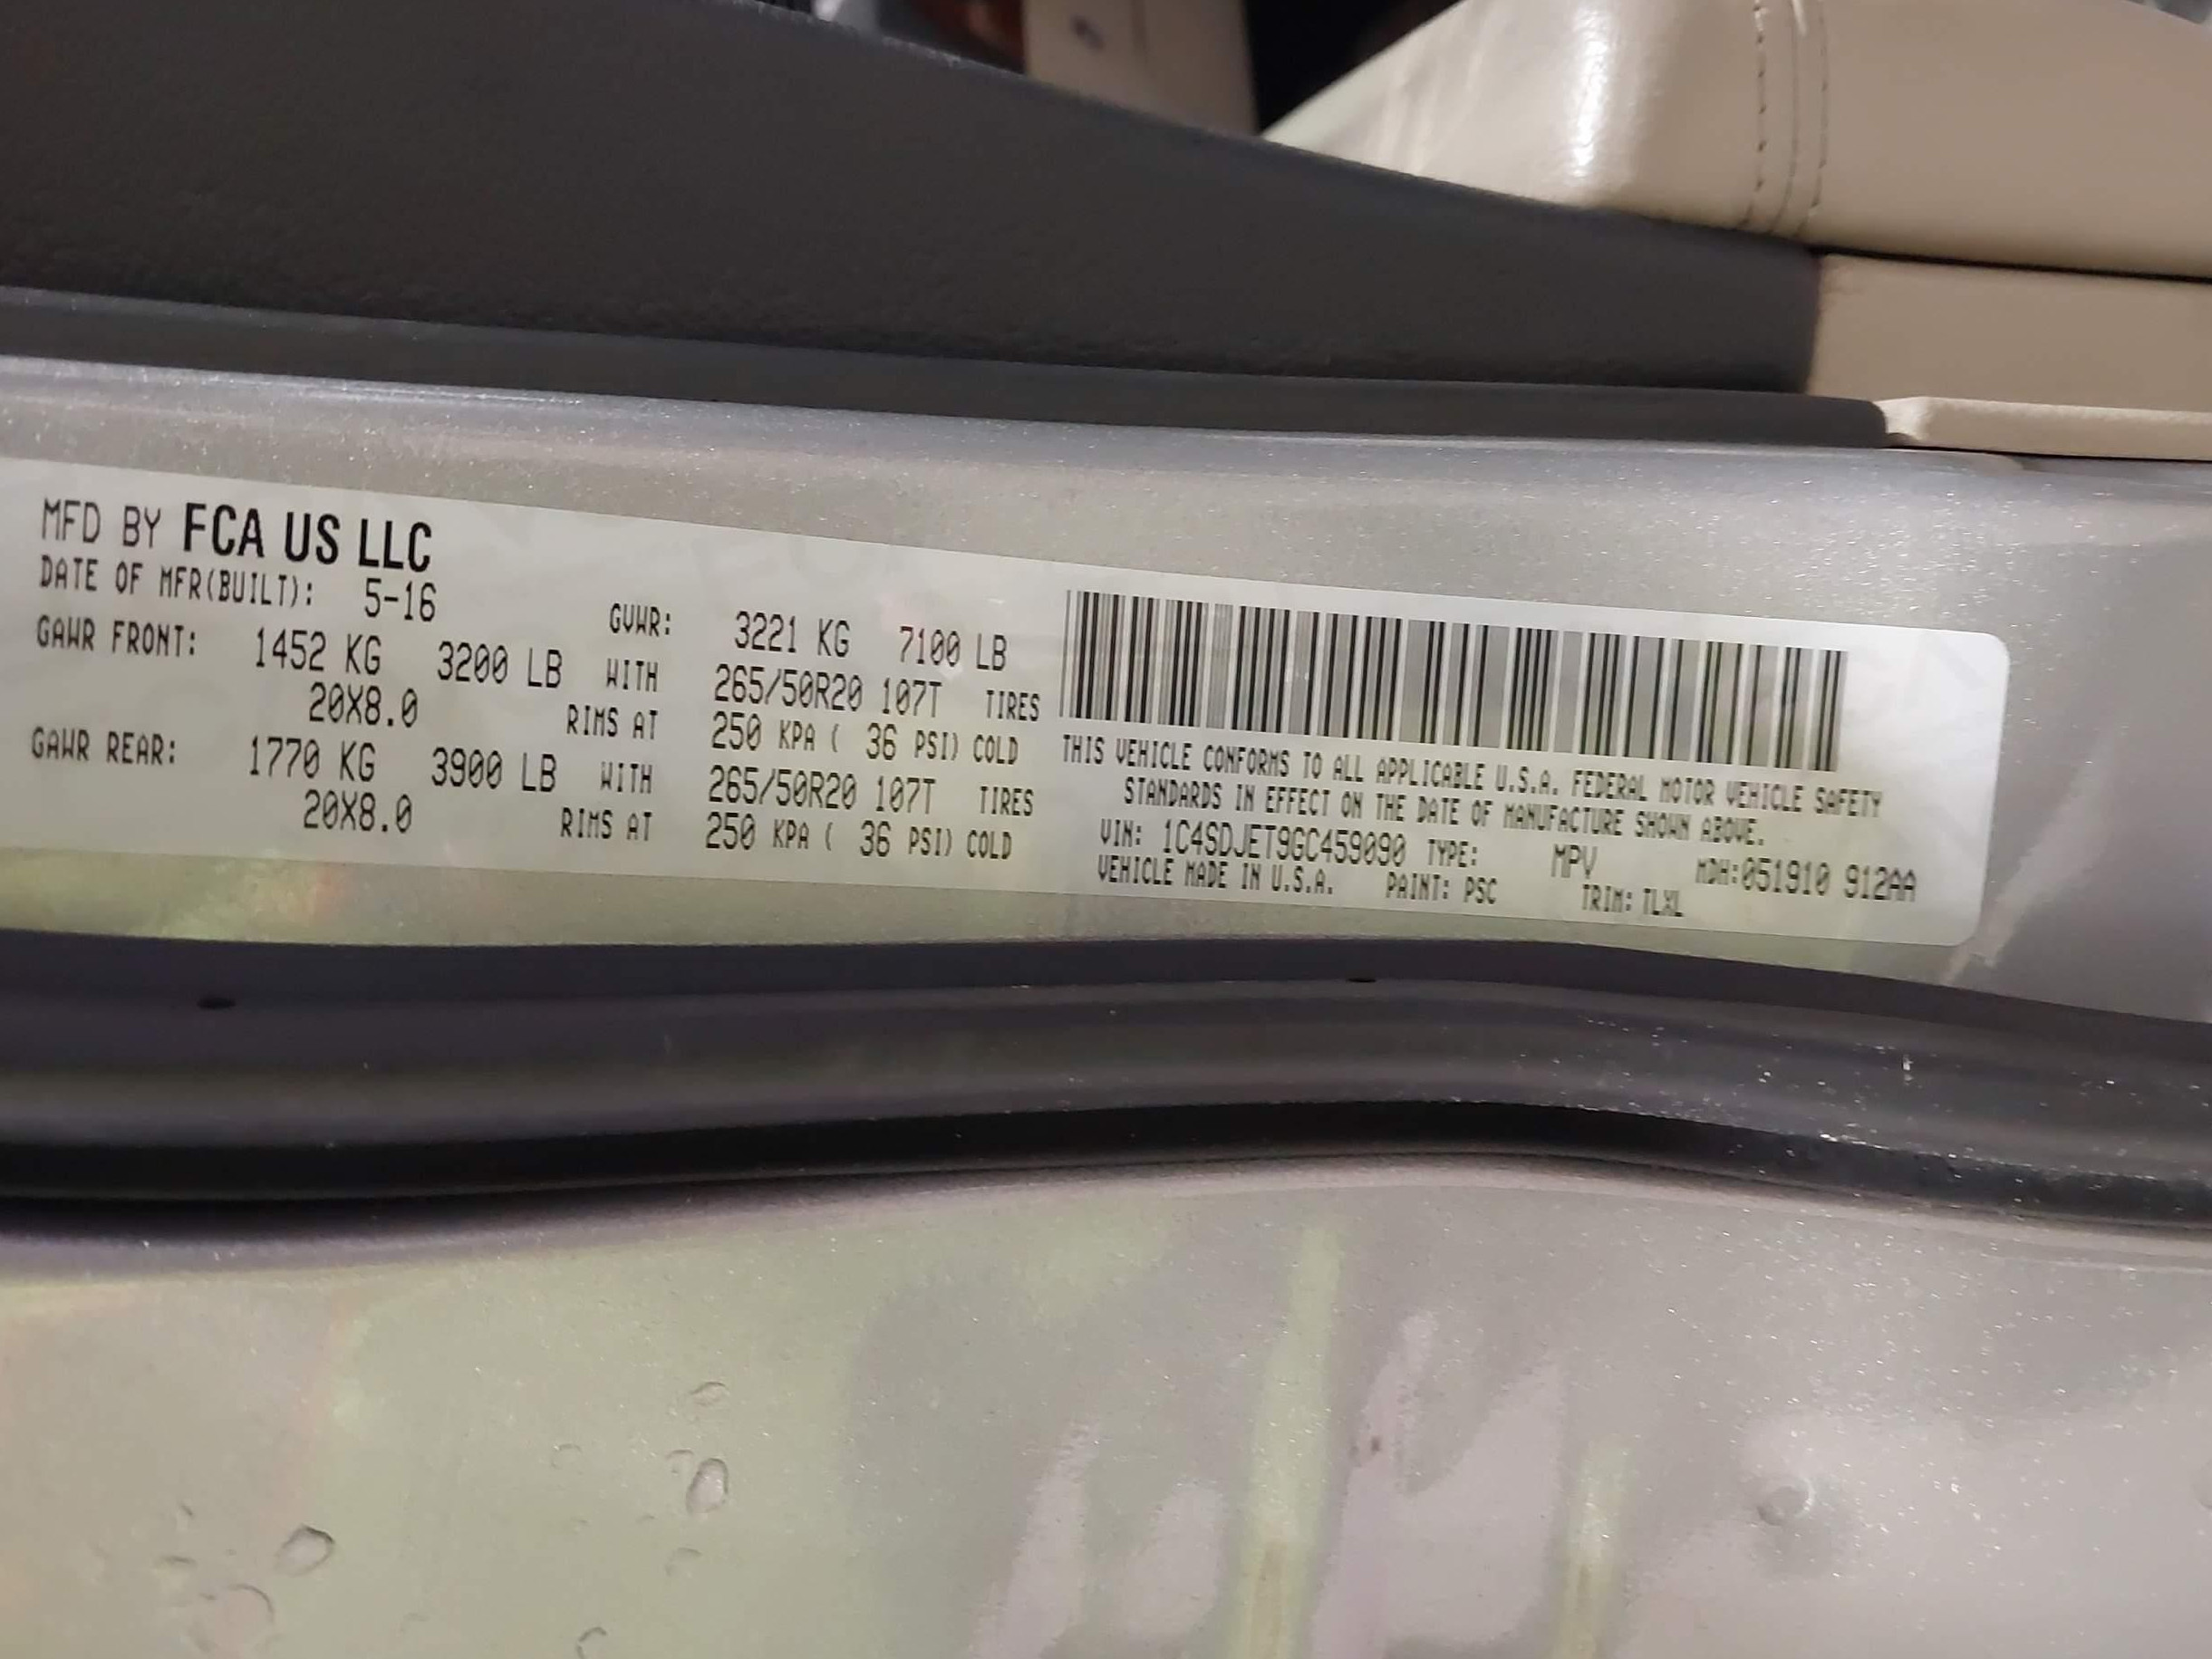 MFD BY FCA US LLC
DATE OF MFR(BUILT): 5-16 GVWR: 3221 KG 7100 LB
GAWR FRONT: 1452 KG 3200 LB WITH 265/50R20 107T TIRES
20X8.0 RIMS AT 250 KPA ( 36 PSI) COLD
GAWR REAR: 1770 KG 3900 LB WITH 265/50R20 107T TIRES
20X8.0 RIMS AT 250 KPA ( 36 PSI) COLD
THIS VEHICLE CONFORMS TO ALL APPLICABLE U.S.A. FEDERAL MOTOR VEHICLE SAFETY
STANDARDS IN EFFECT ON THE DATE OF MANUFACTURE SHOWN ABOVE.
VIN: 1C4SDJET9GC459090 TYPE: MPV MDH:051910 912AA
VEHICLE MADE IN U.S.A. PAINT: PSC TRIM: TLXL